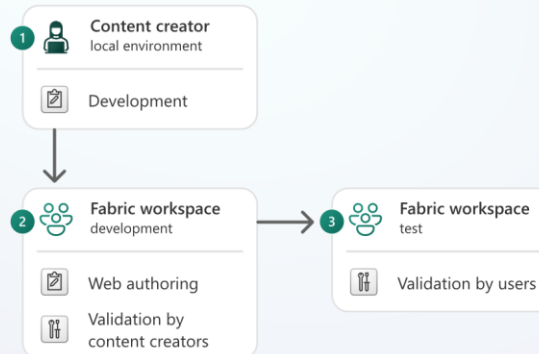 1
Content creator
local environment
Development
2
Fabric workspace
development
Web authoring
Validation by
content creators
3
Fabric workspace
test
Validation by users